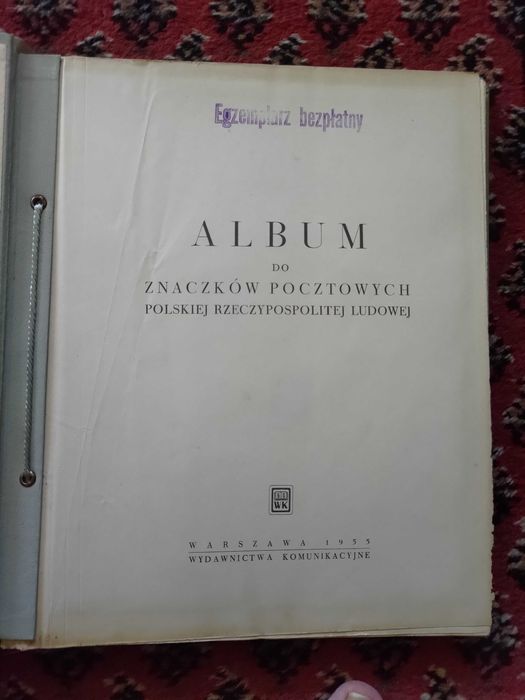 Egzemplarz bezpłatny
ALBUM
DO
ZNACZKÓW POCZTOWYCH
POLSKIEJ RZECZYPOSPOLITEJ LUDOWEJ
WK
WARSZAWA 1955
WYDAWNICTWA KOMUNIKACYJNE